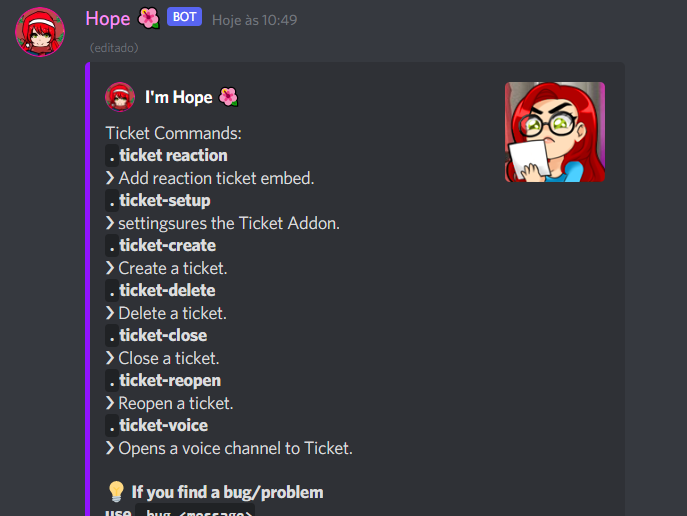 Hope 🌺 BOT Hoje às 10:49
(editado)
I'm Hope 🌺
Ticket Commands:
. ticket reaction
❯ Add reaction ticket embed.
. ticket-setup
❯ settingsures the Ticket Addon.
. ticket-create
❯ Create a ticket.
. ticket-delete
❯ Delete a ticket.
. ticket-close
❯ Close a ticket.
. ticket-reopen
❯ Reopen a ticket.
. ticket-voice
❯ Opens a voice channel to Ticket.
💡 If you find a bug/problem
use .bug <message>